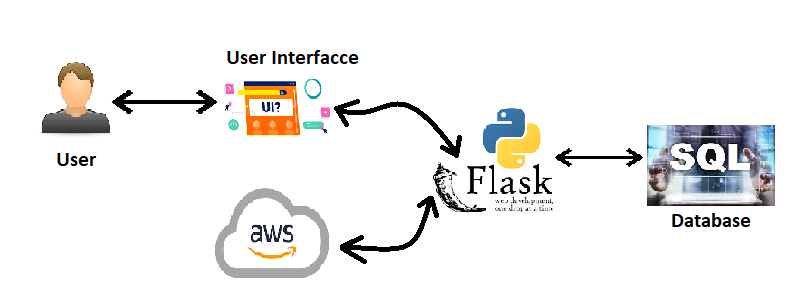 User Interfacce
UI?
User
aws
Flask
web development,
one drop at a time
SQL
Database